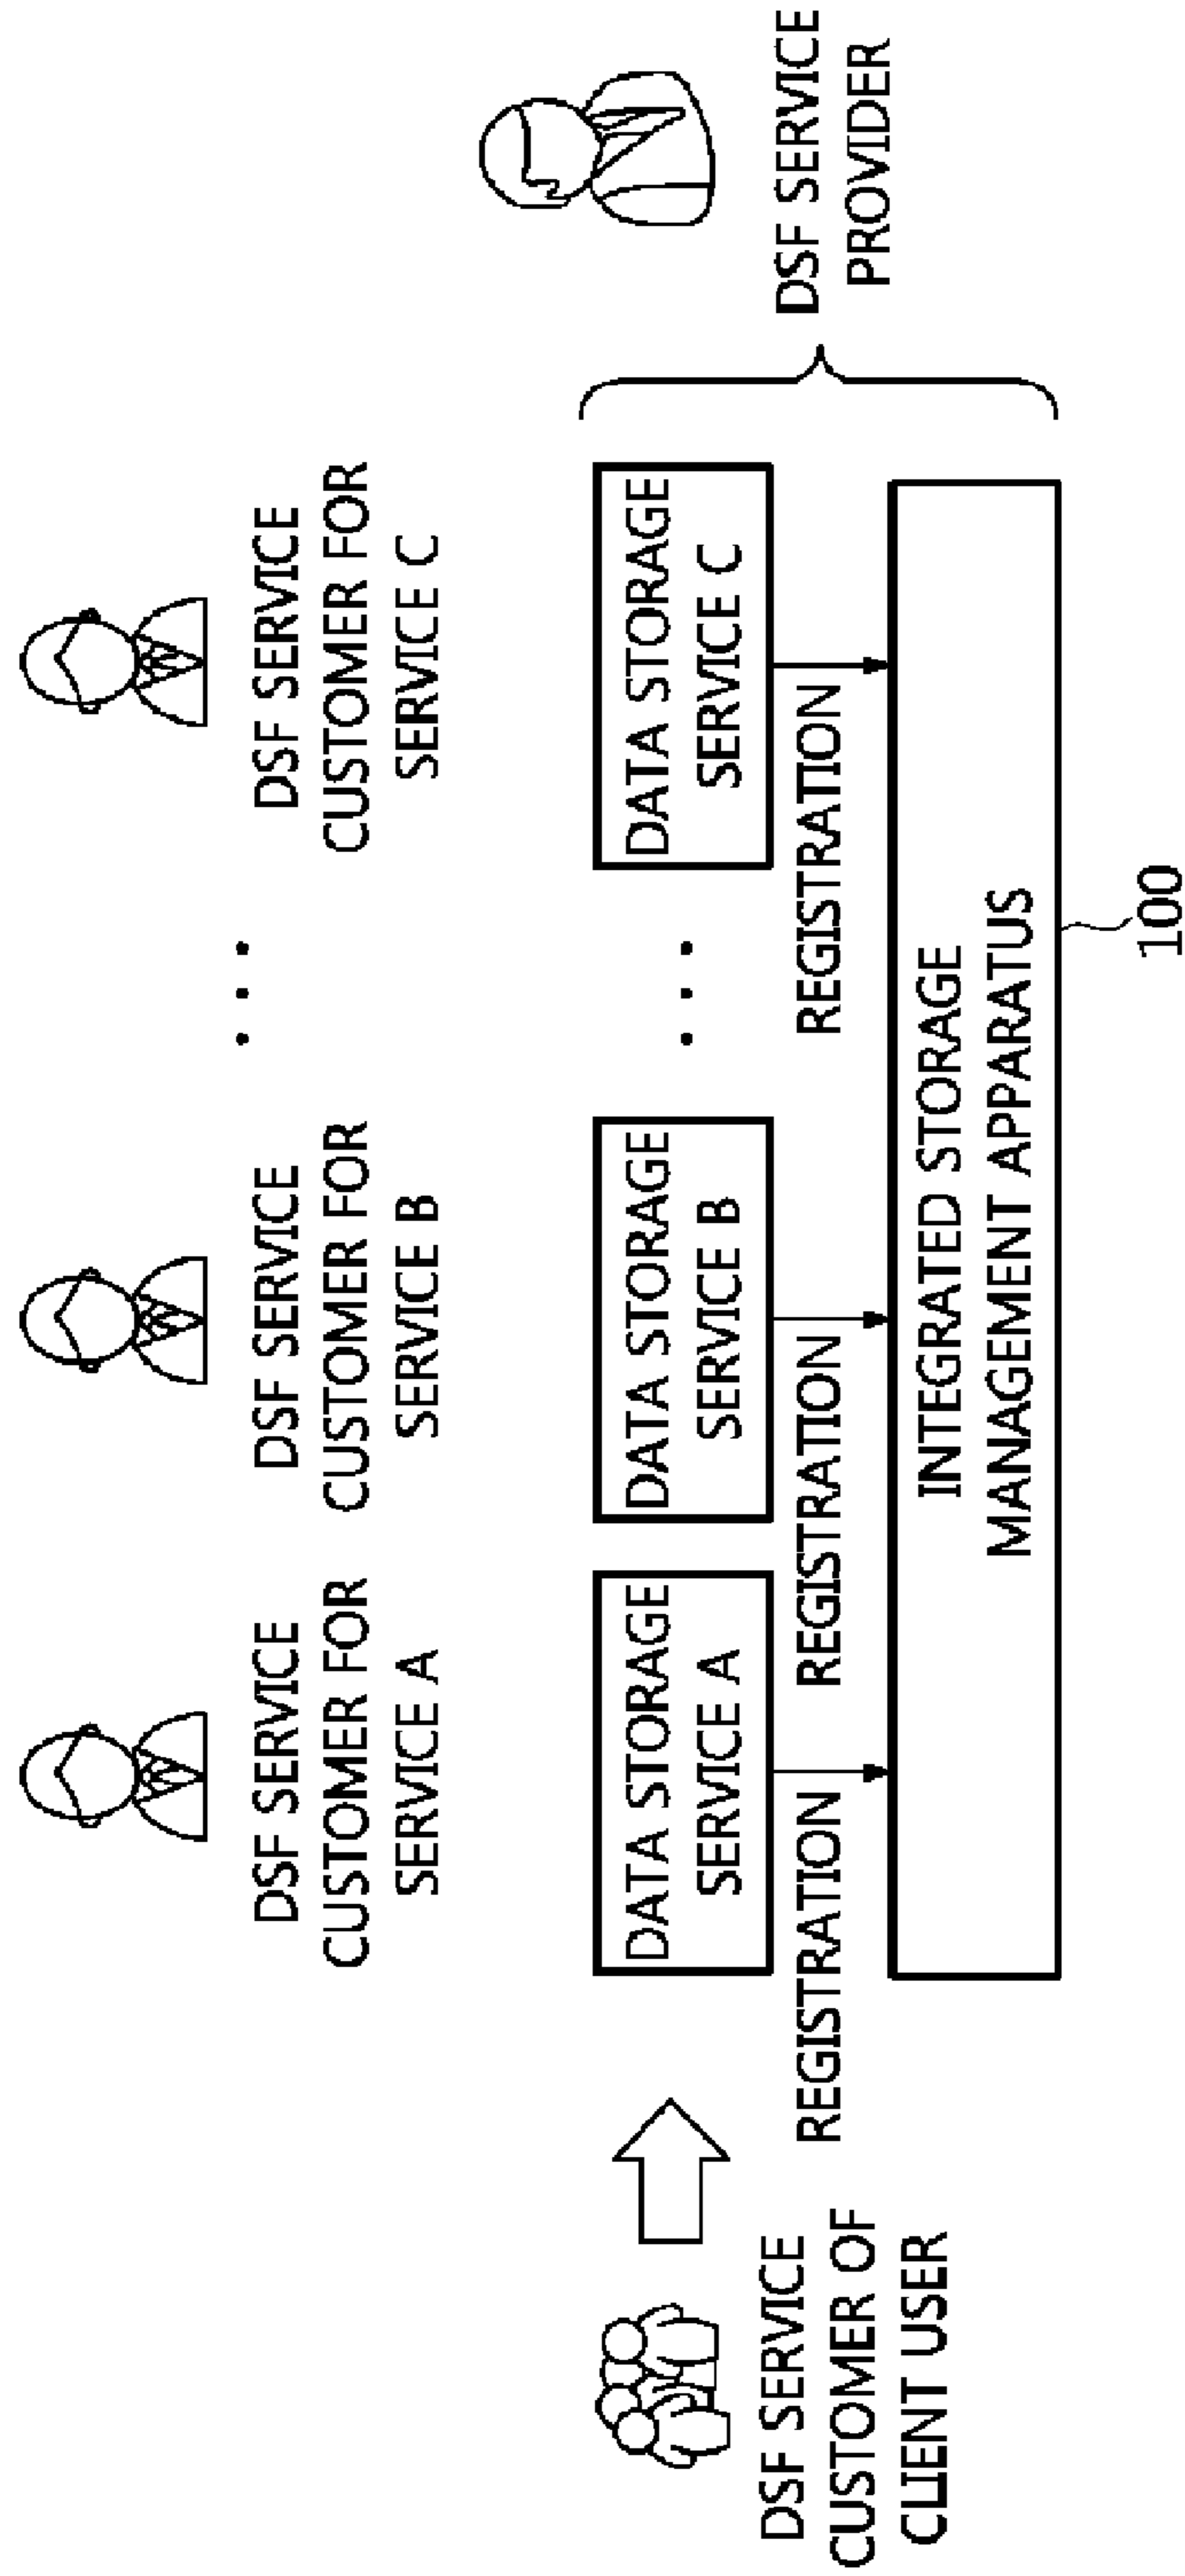 DSF SERVICE
CUSTOMER FOR
SERVICE A
DSF SERVICE
CUSTOMER FOR
SERVICE B
...
DSF SERVICE
CUSTOMER FOR
SERVICE C
DSF SERVICE
CUSTOMER OF
CLIENT USER
DATA STORAGE
SERVICE A
DATA STORAGE
SERVICE B
...
DATA STORAGE
SERVICE C
DSF SERVICE
PROVIDER
REGISTRATION
REGISTRATION
REGISTRATION
INTEGRATED STORAGE
MANAGEMENT APPARATUS
100